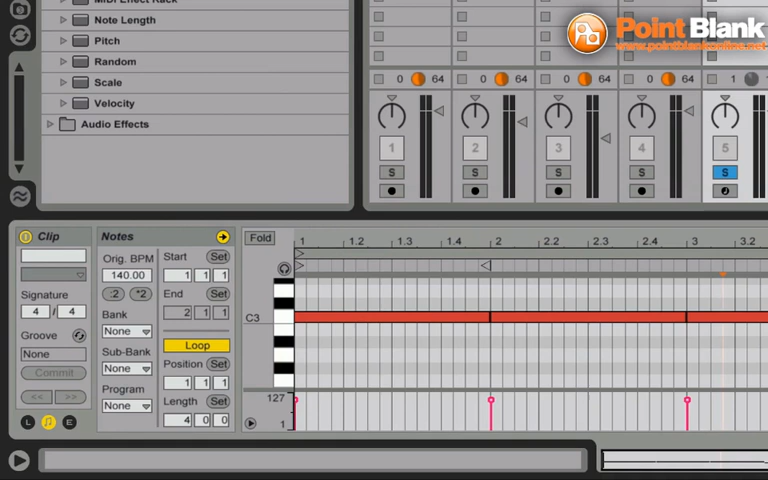 MIDI Effect Rack
Note Length
Pitch
Random
Scale
Velocity
Audio Effects
Point Blank
www.pointblankonline.net
0 64 0 64 0 64 0 64 1
1 2 3 4 5
S S S S S
Clip
Notes
Signature
4 / 4
Groove
None
Commit
<< >>
L E
Orig. BPM
140.00
:2 *2
Bank
None
Sub-Bank
None
Program
None
Start Set
1 1 1
End Set
2 1 1
Loop
Position Set
1 1 1
Length Set
4 0 0
Fold
1 1.2 1.3 1.4 2 2.2 2.3 2.4 3 3.2
C3
127
1